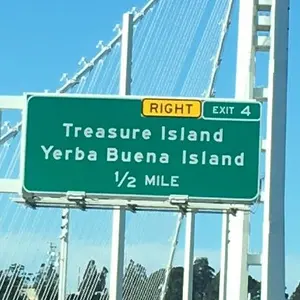 RIGHT EXIT 4
Treasure Island
Yerba Buena Island
1/2 MILE